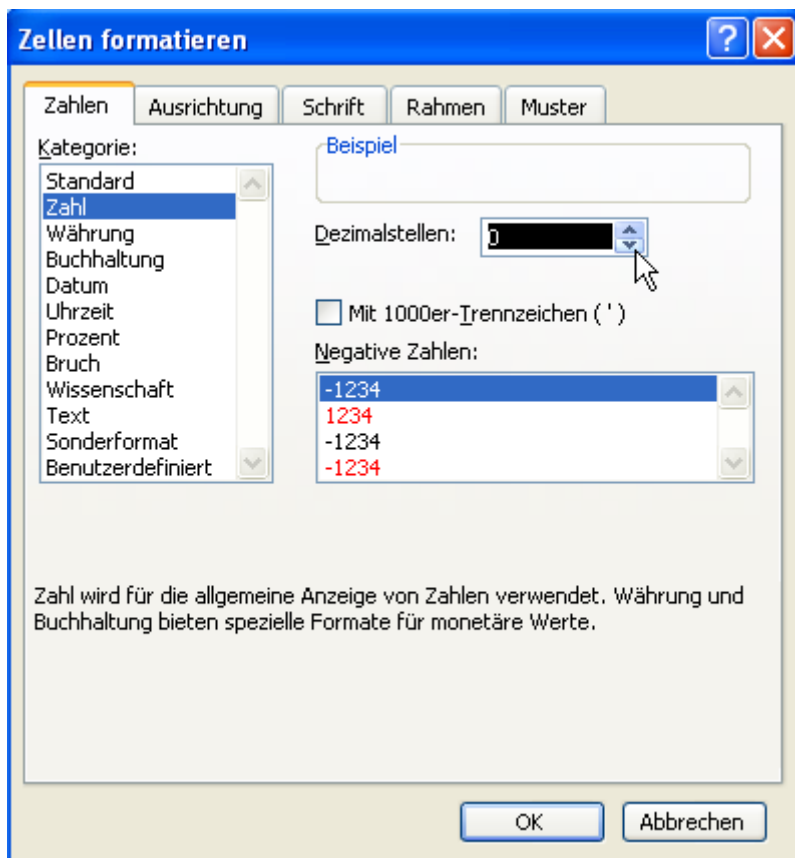 Zellen formatieren
Zahlen
Ausrichtung
Schrift
Rahmen
Muster
Kategorie:
Standard
Zahl
Währung
Buchhaltung
Datum
Uhrzeit
Prozent
Bruch
Wissenschaft
Text
Sonderformat
Benutzerdefiniert
Beispiel
Dezimalstellen:
0
Mit 1000er-Trennzeichen ( ' )
Negative Zahlen:
-1234
1234
-1234
-1234
Zahl wird für die allgemeine Anzeige von Zahlen verwendet. Währung und
Buchhaltung bieten spezielle Formate für monetäre Werte.
OK
Abbrechen